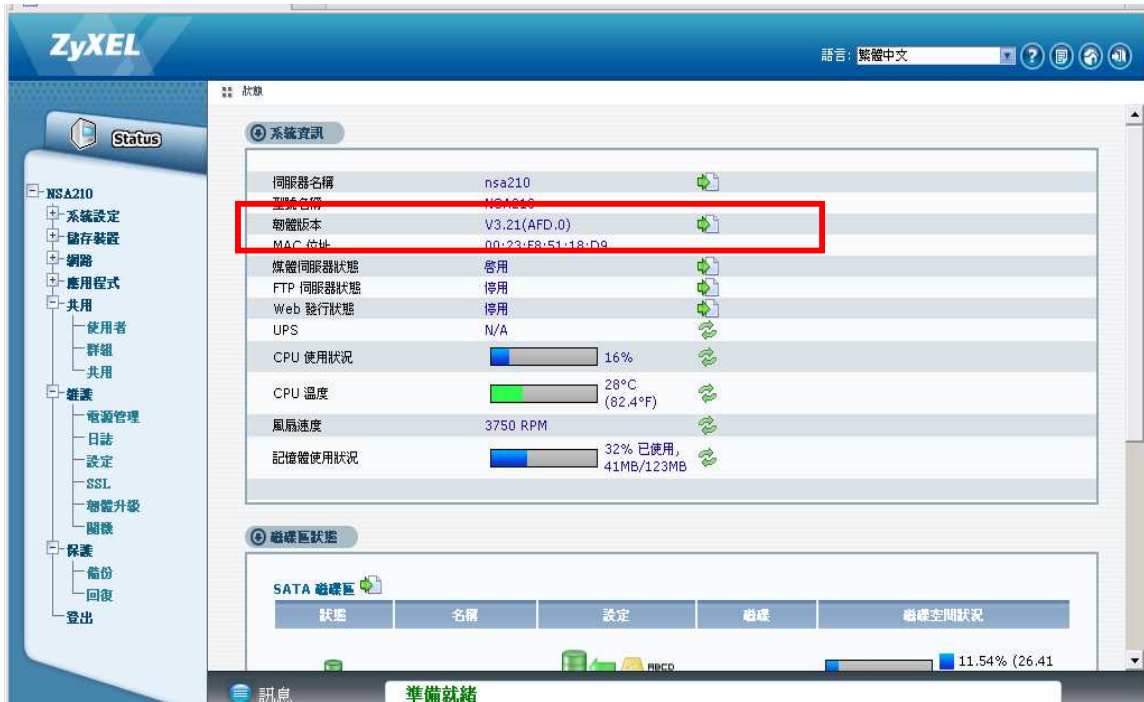 ZyXEL
語言: 繁體中文
狀態
Status
系統資訊
伺服器名稱 nsa210
型號名稱 NSA210
韌體版本 V3.21(AFD.0)
MAC 位址 00:23:F8:51:18:D9
媒體伺服器狀態 啓用
FTP 伺服器狀態 停用
Web 發行狀態 停用
UPS N/A
CPU 使用狀況 16%
CPU 溫度 28°C
(82.4°F)
風扇速度 3750 RPM
記憶體使用狀況 32% 已使用,
41MB/123MB
NSA210
系統設定
儲存裝置
網路
應用程式
共用
使用者
群組
共用
維護
電源管理
日誌
設定
SSL
韌體升級
關機
保護
備份
回復
登出
磁碟區狀態
SATA 磁碟區
狀態 名稱 設定 磁碟 磁碟空間狀況
ABCD
11.54% (26.41
訊息 準備就緒